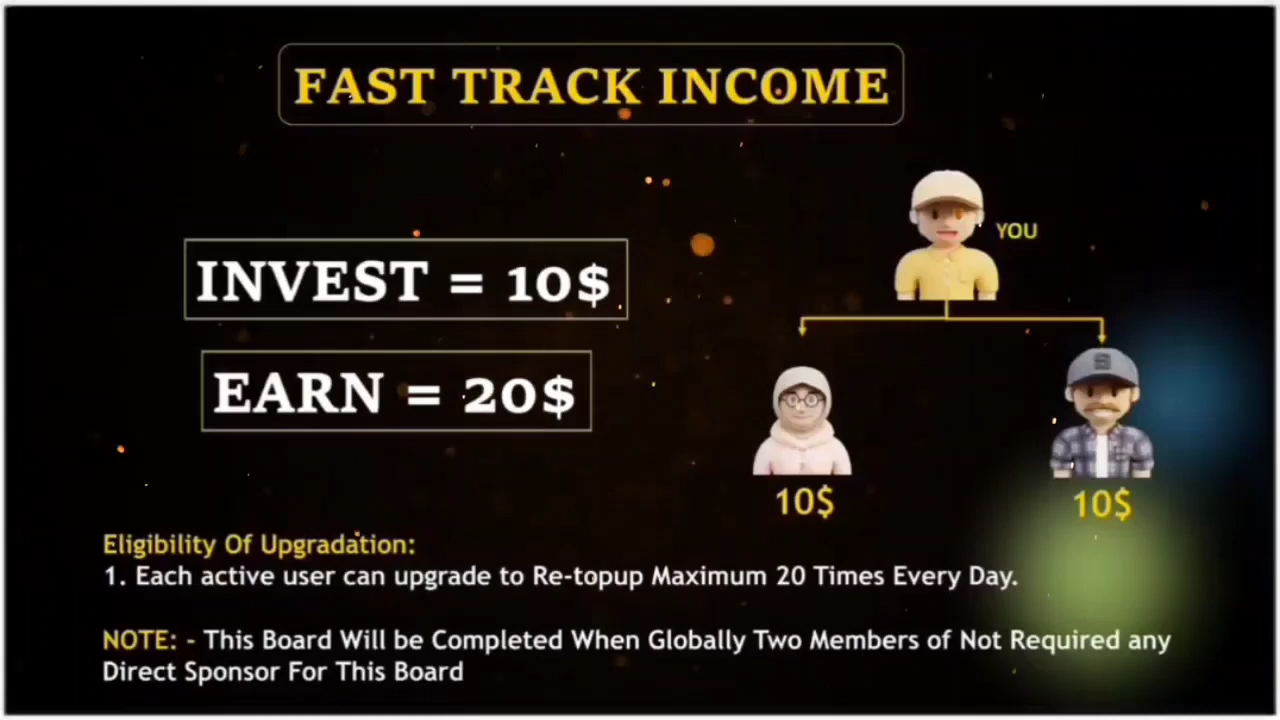 FAST TRACK INCOME
YOU
INVEST = 10$
EARN = 20$
10$
10$
Eligibility Of Upgradation:
1. Each active user can upgrade to Re-topup Maximum 20 Times Every Day.
NOTE: - This Board Will be Completed When Globally Two Members of Not Required any
Direct Sponsor For This Board